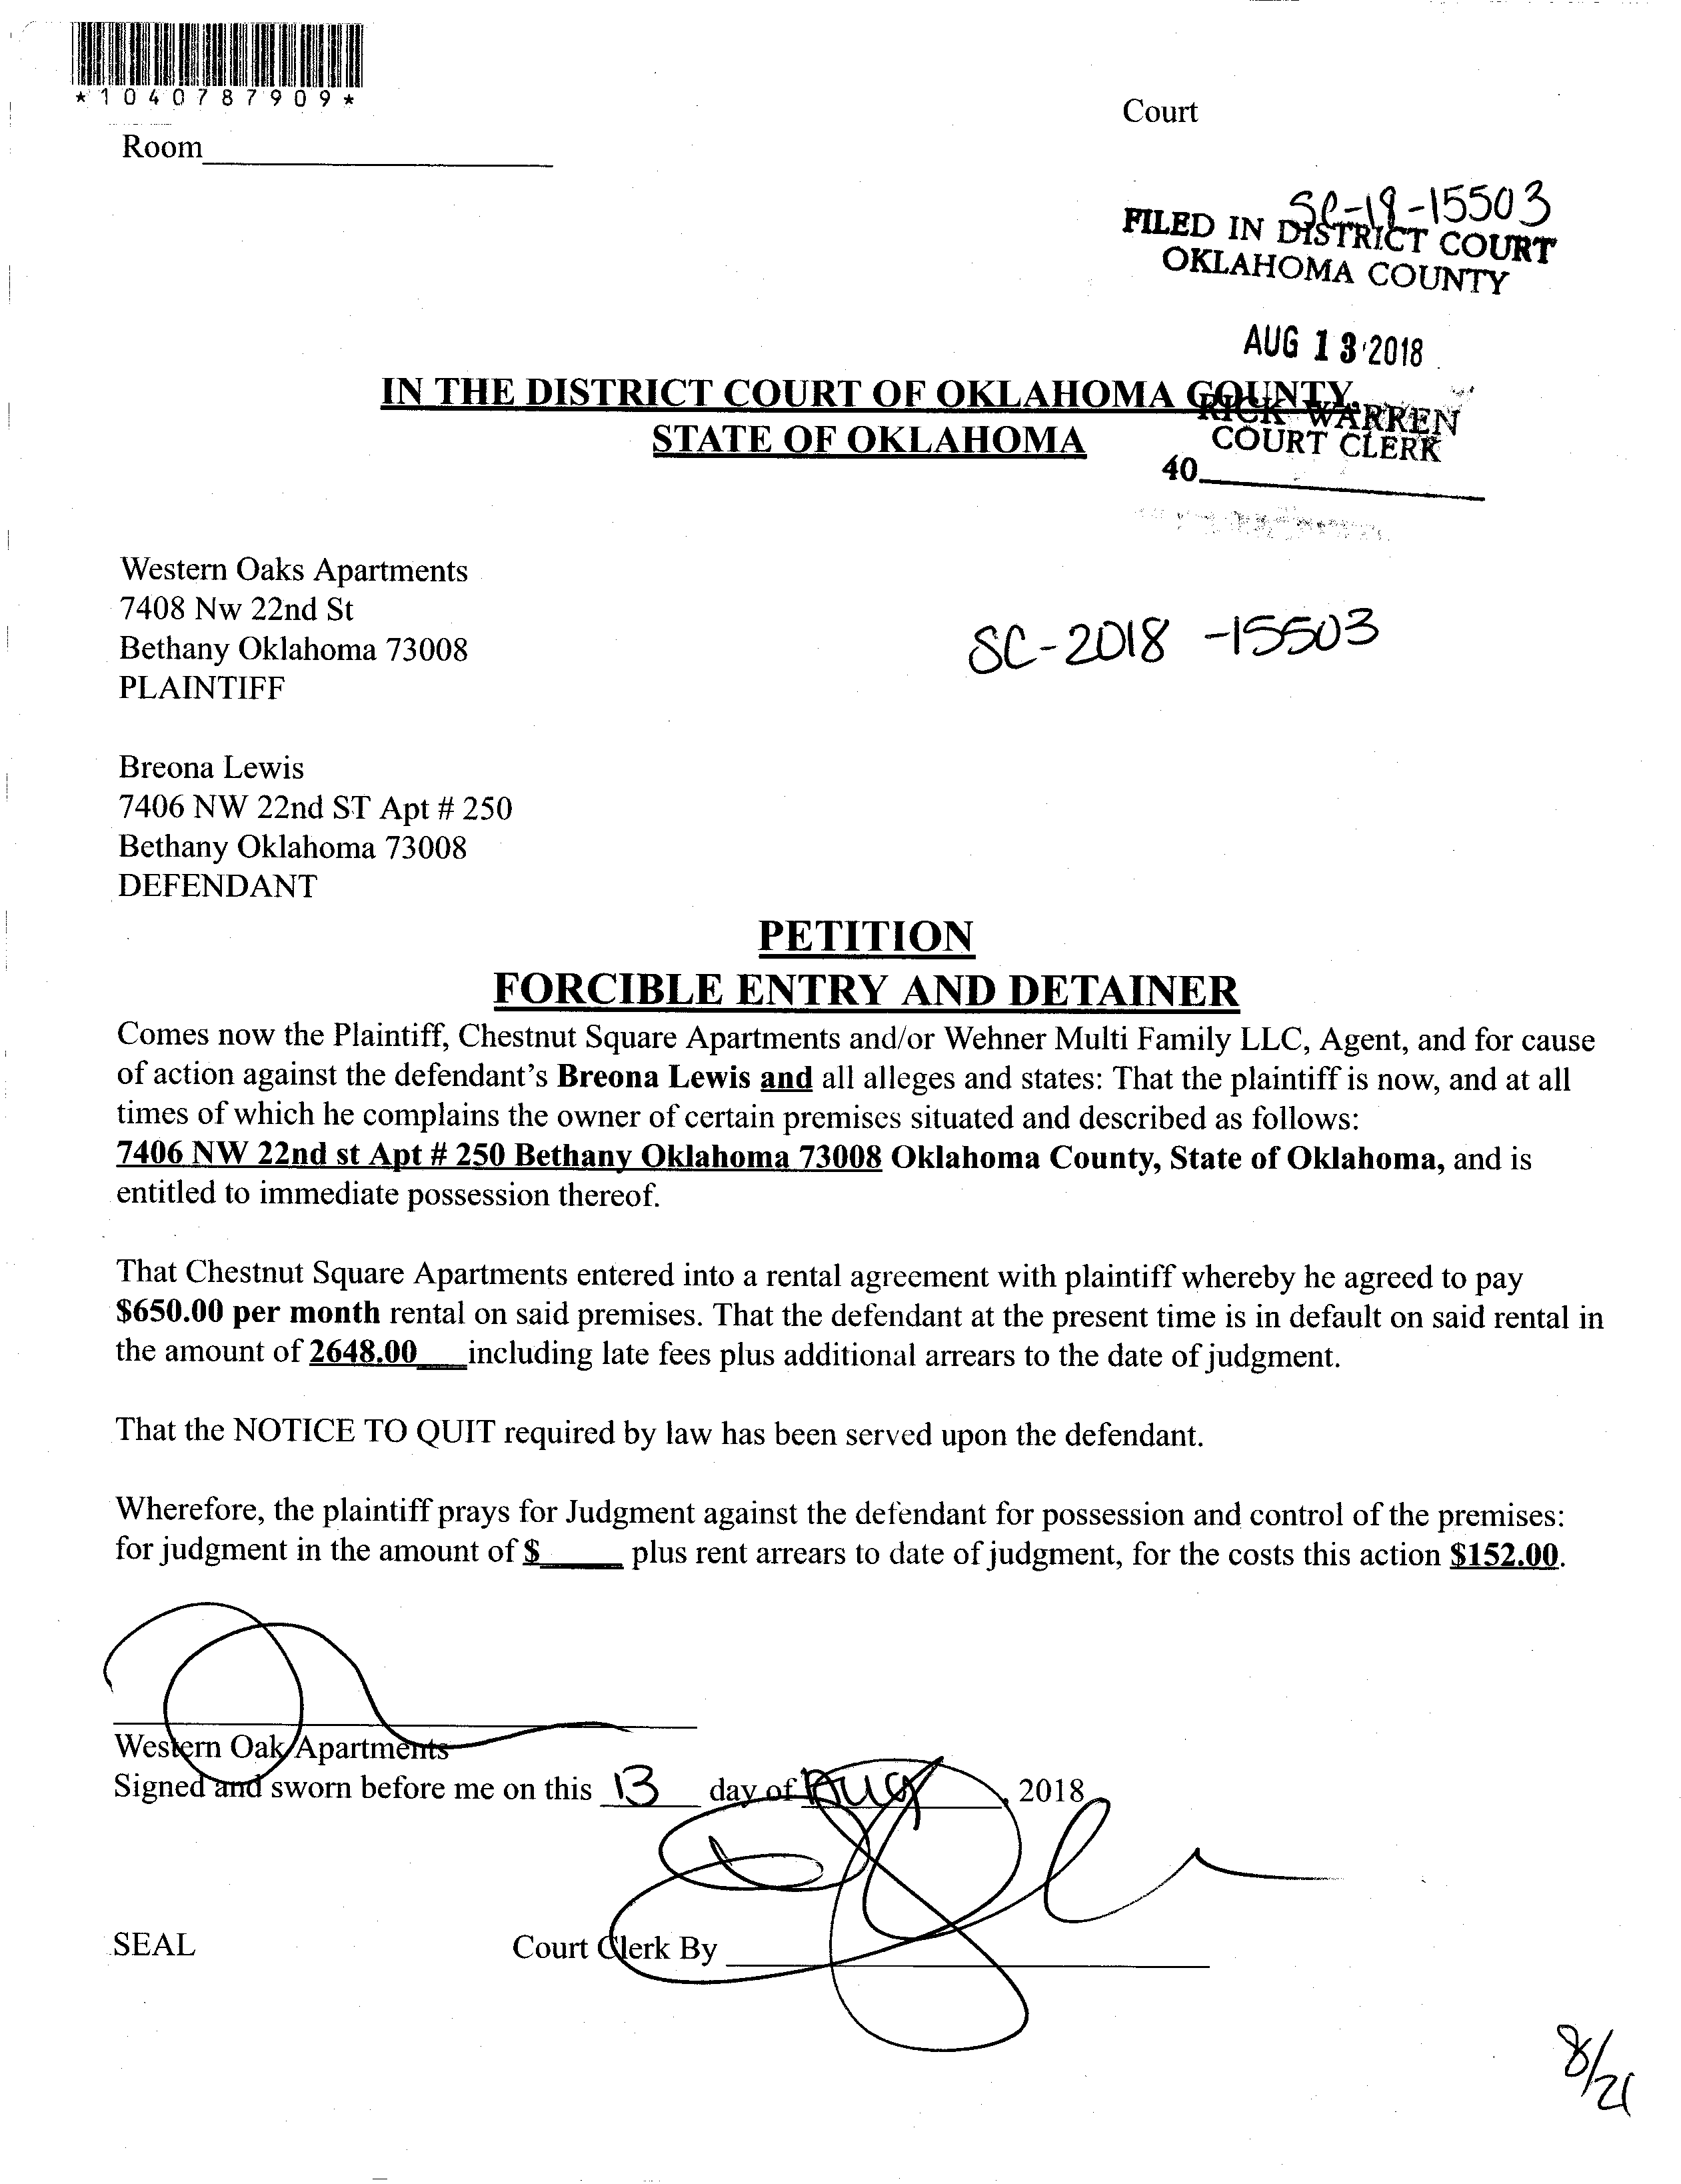 *1040787909*
Court
Room
SC-18-15503
FILED IN DISTRICT COURT
OKLAHOMA COUNTY
AUG 13 2018
IN THE DISTRICT COURT OF OKLAHOMA COUNTY,
RICK WARREN
STATE OF OKLAHOMA
COURT CLERK
40
Western Oaks Apartments
7408 Nw 22nd St
Bethany Oklahoma 73008
PLAINTIFF
SC-2018 -15503
Breona Lewis
7406 NW 22nd ST Apt # 250
Bethany Oklahoma 73008
DEFENDANT
PETITION
FORCIBLE ENTRY AND DETAINER
Comes now the Plaintiff, Chestnut Square Apartments and/or Wehner Multi Family LLC, Agent, and for cause
of action against the defendant's Breona Lewis and all alleges and states: That the plaintiff is now, and at all
times of which he complains the owner of certain premises situated and described as follows:
7406 NW 22nd st Apt # 250 Bethany Oklahoma 73008 Oklahoma County, State of Oklahoma, and is
entitled to immediate possession thereof.
That Chestnut Square Apartments entered into a rental agreement with plaintiff whereby he agreed to pay
$650.00 per month rental on said premises. That the defendant at the present time is in default on said rental in
the amount of 2648.00 including late fees plus additional arrears to the date of judgment.
That the NOTICE TO QUIT required by law has been served upon the defendant.
Wherefore, the plaintiff prays for Judgment against the defendant for possession and control of the premises:
for judgment in the amount of $ plus rent arrears to date of judgment, for the costs this action $152.00.
Western Oak Apartments
Signed and sworn before me on this 13 day of Aug, 2018
SEAL Court Clerk By
8/21